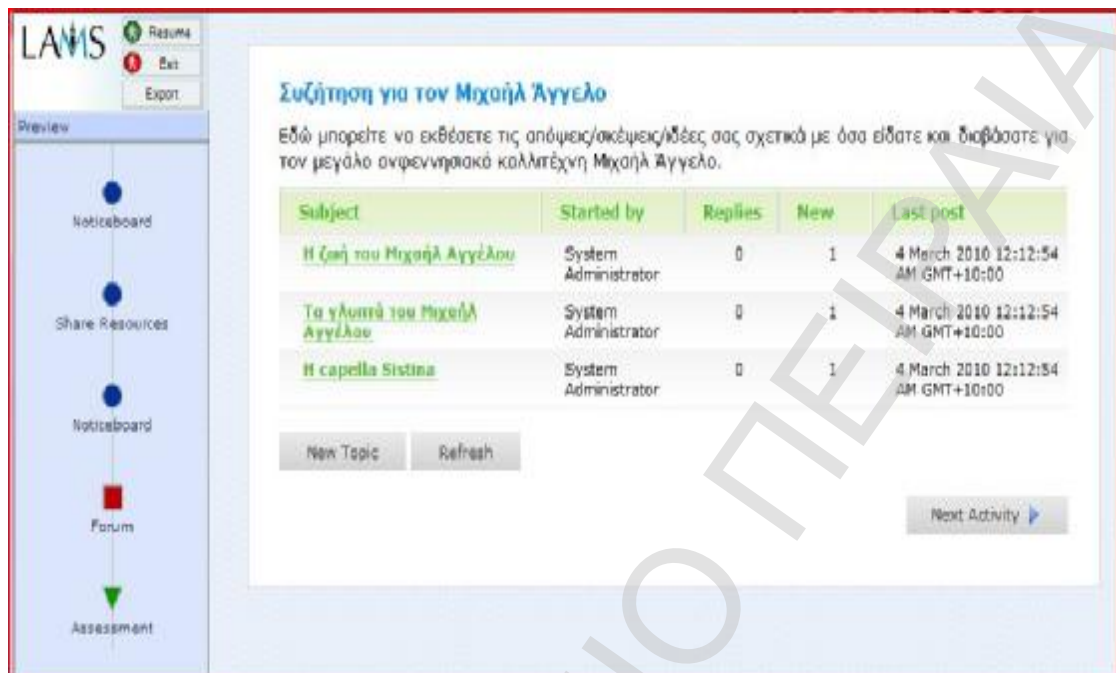 LAMS
Resume
Exit
Export
Preview
Noticeboard
Share Resources
Noticeboard
Forum
Assessment
Συζήτηση για τον Μιχαήλ Άγγελο
Εδώ μπορείτε να εκθέσετε τις απόψεις/σκέψεις/ιδέες σας σχετικά με όσα είδατε και διαβάσατε για
τον μεγάλο αναφεννησιακό καλλιτέχνη Μιχαήλ Άγγελο.
Subject Started by Replies New Last post
Η ζωή του Μιχαήλ Αγγέλου System Administrator 0 1 4 March 2010 12:12:54 AM GMT+10:00
Τα γλυπτά του Μιχαήλ Αγγέλου System Administrator 0 1 4 March 2010 12:12:54 AM GMT+10:00
Η capella Sistina System Administrator 0 1 4 March 2010 12:12:54 AM GMT+10:00
New Topic Refresh
Next Activity
ΠΕΙΡΑΙΑ